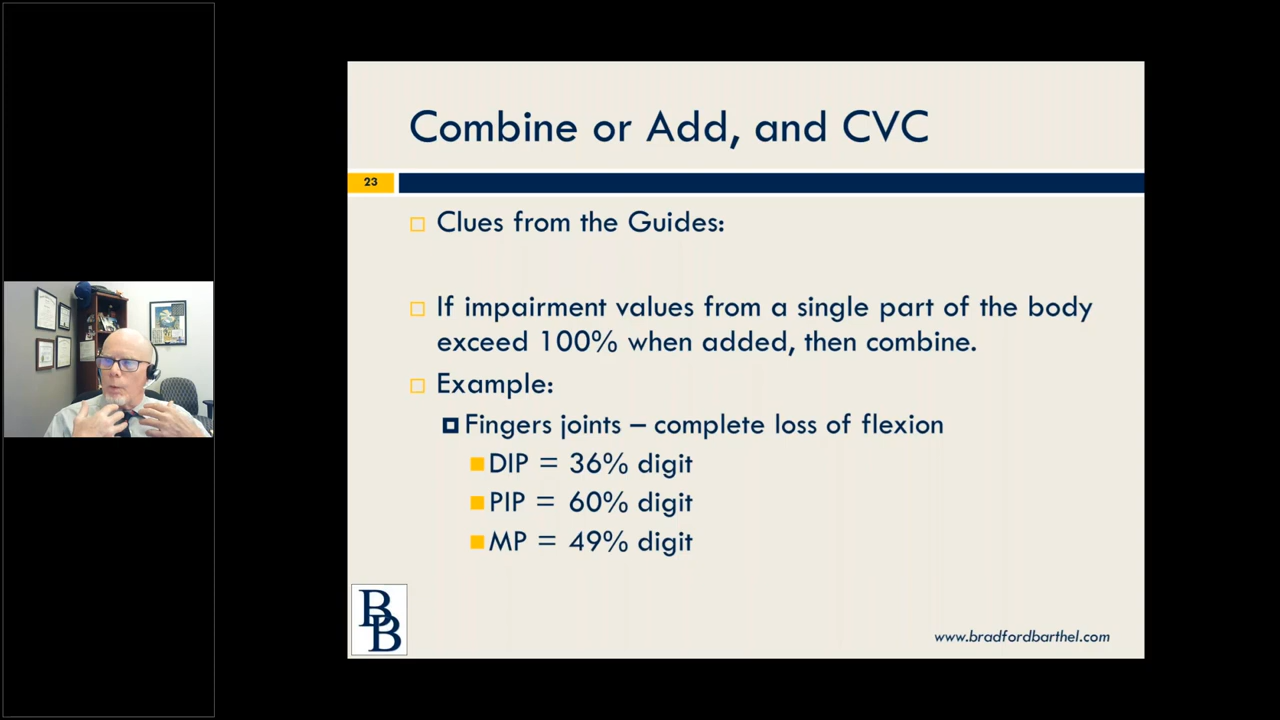 Combine or Add, and CVC
23
Clues from the Guides:
If impairment values from a single part of the body
exceed 100% when added, then combine.
Example:
Fingers joints – complete loss of flexion
DIP = 36% digit
PIP = 60% digit
MP = 49% digit
BB
www.bradfordbarthel.com